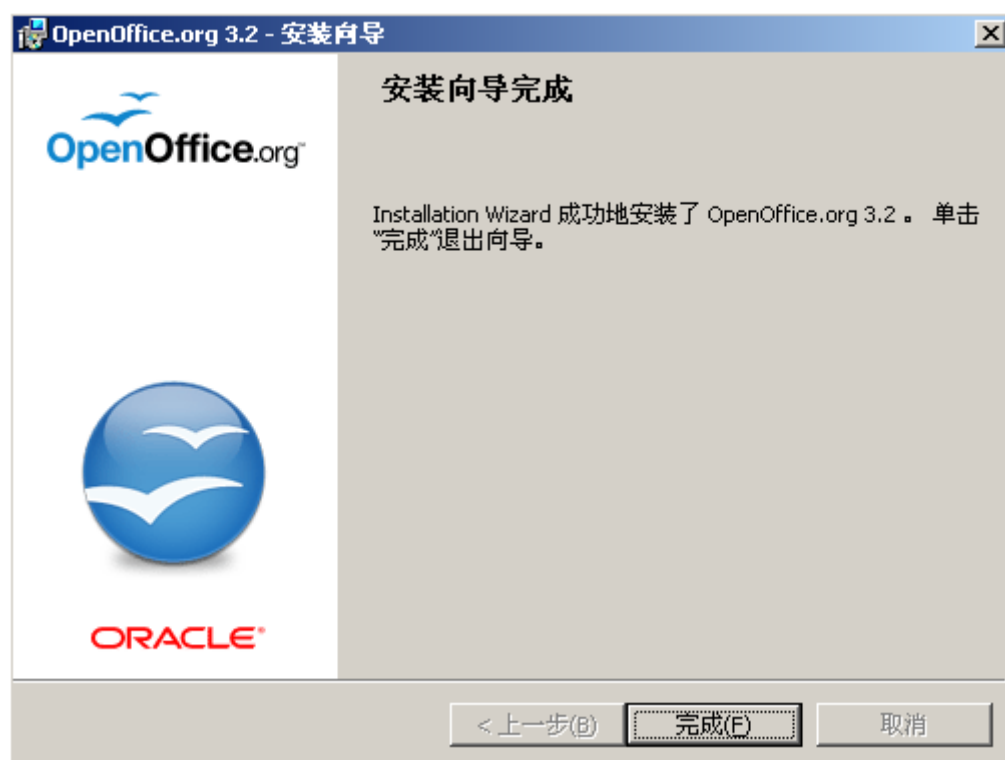 OpenOffice.org 3.2 - 安装向导
OpenOffice.org™
安装向导完成
Installation Wizard 成功地安装了 OpenOffice.org 3.2 。 单击
"完成"退出向导。
ORACLE®
< 上一步(B)
完成(F)
取消